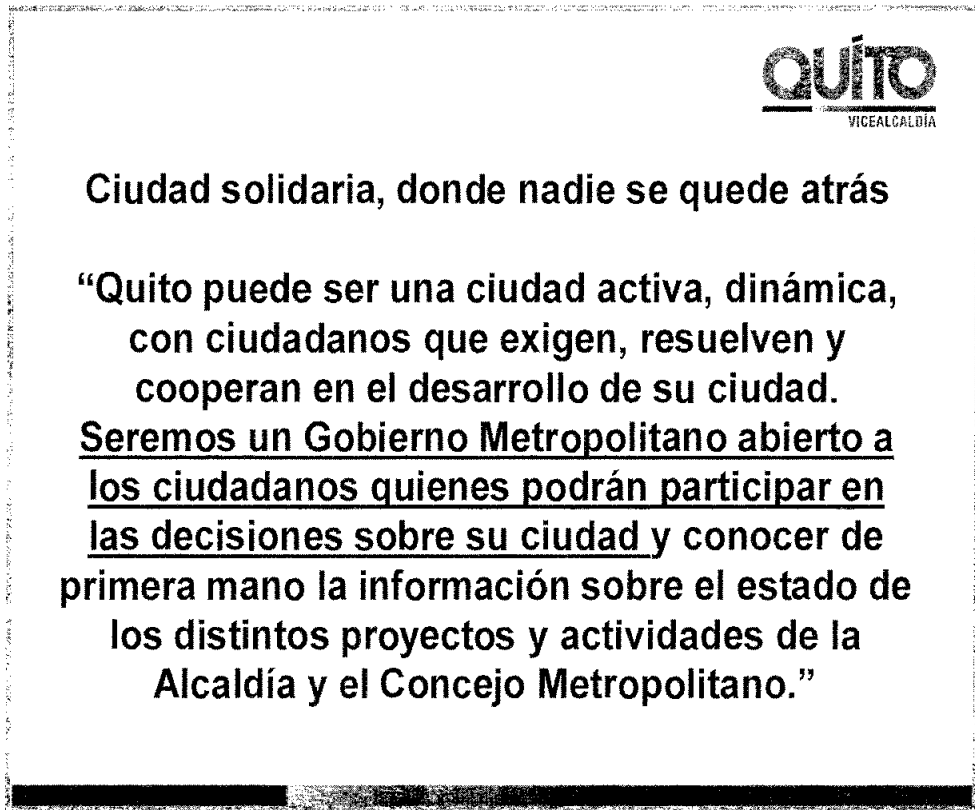 QUÍTO
VICEALCALDÍA
Ciudad solidaria, donde nadie se quede atrás
“Quito puede ser una ciudad activa, dinámica,
con ciudadanos que exigen, resuelven y
cooperan en el desarrollo de su ciudad.
Seremos un Gobierno Metropolitano abierto a
los ciudadanos quienes podrán participar en
las decisiones sobre su ciudad y conocer de
primera mano la información sobre el estado de
los distintos proyectos y actividades de la
Alcaldía y el Concejo Metropolitano.”